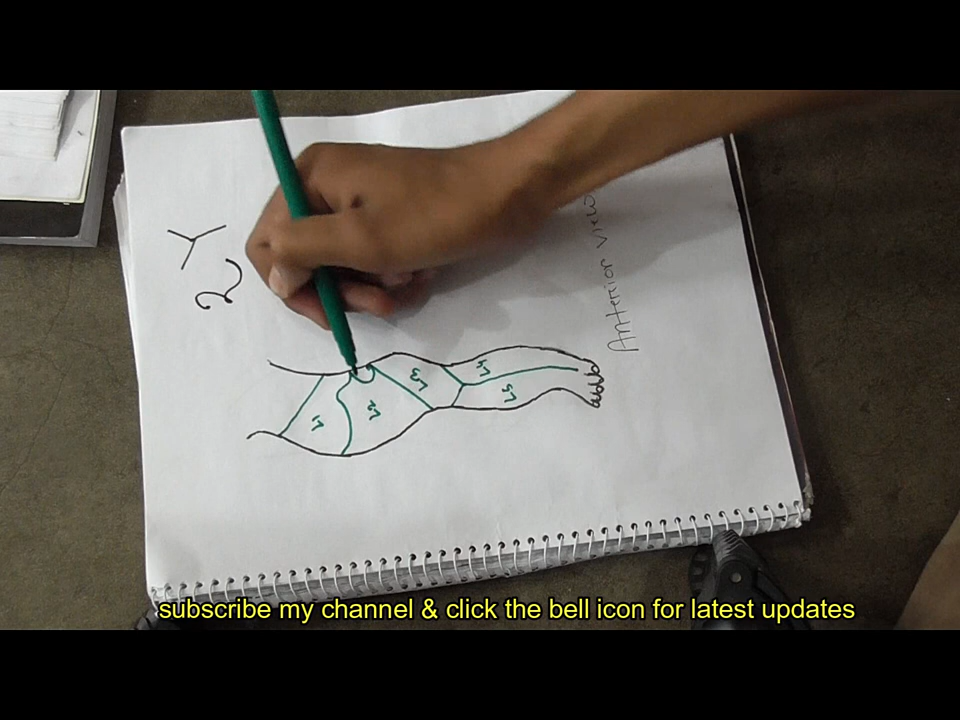 Anterior view
L1
L2
L3
L4
L5
subscribe my channel & click the bell icon for latest updates